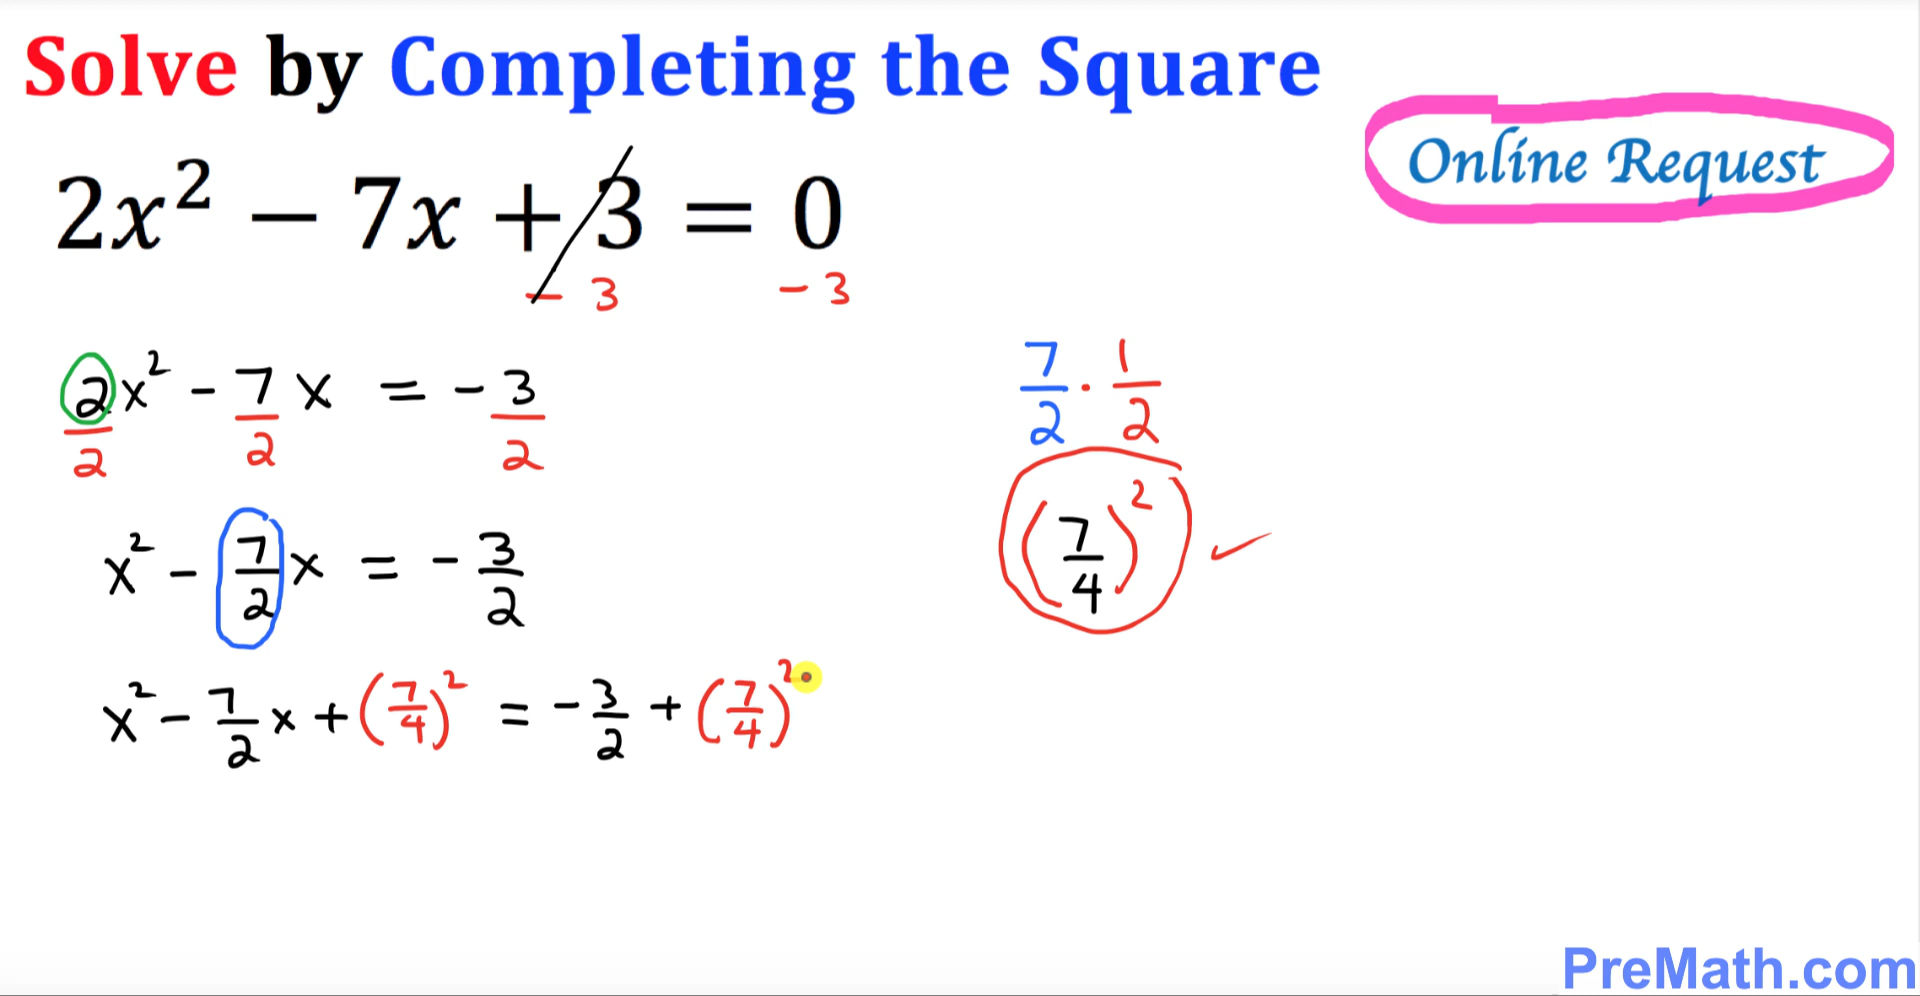 Solve by Completing the Square
Online Request
2x² − 7x + 3 = 0
− 3 − 3
2x²/2 − 7/2 x = − 3/2
x² − 7/2 x = − 3/2
x² − 7/2 x + (7/4)² = − 3/2 + (7/4)²
7/2 · 1/2
(7/4)²
PreMath.com